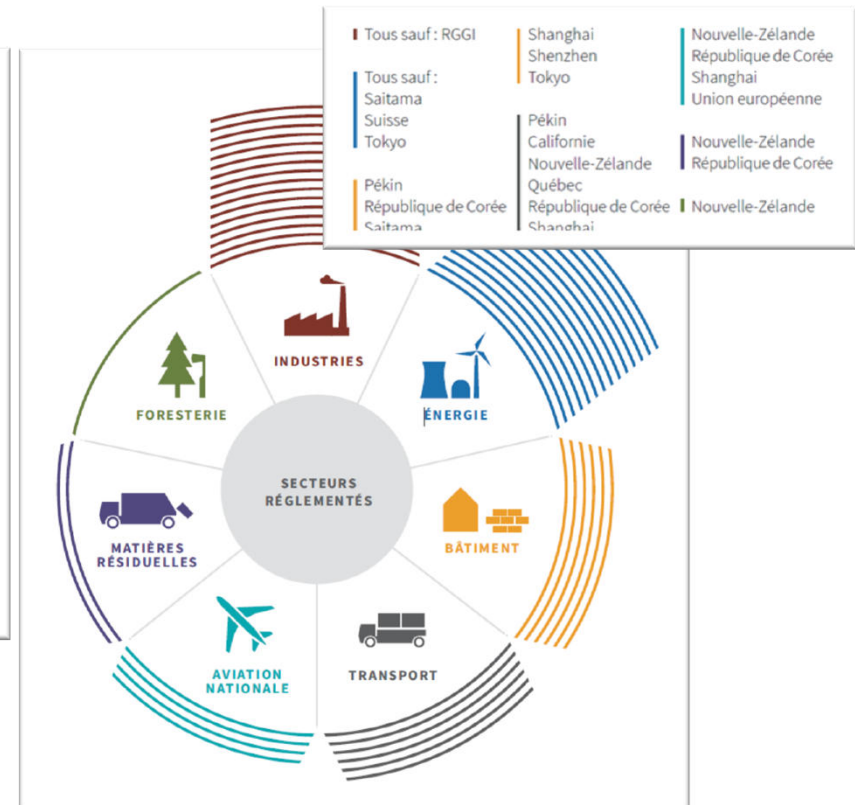 Tous sauf : RGGI
Tous sauf :
Saitama
Suisse
Tokyo
Pékin
République de Corée
Saitama
Shanghai
Shenzhen
Tokyo
Pékin
Californie
Nouvelle-Zélande
Québec
République de Corée
Shanghai
Nouvelle-Zélande
République de Corée
Shanghai
Union européenne
Nouvelle-Zélande
République de Corée
Nouvelle-Zélande
INDUSTRIES
FORESTERIE
ÉNERGIE
SECTEURS
RÉGLEMENTÉS
MATIÈRES
RÉSIDUELLES
BÂTIMENT
AVIATION
NATIONALE
TRANSPORT